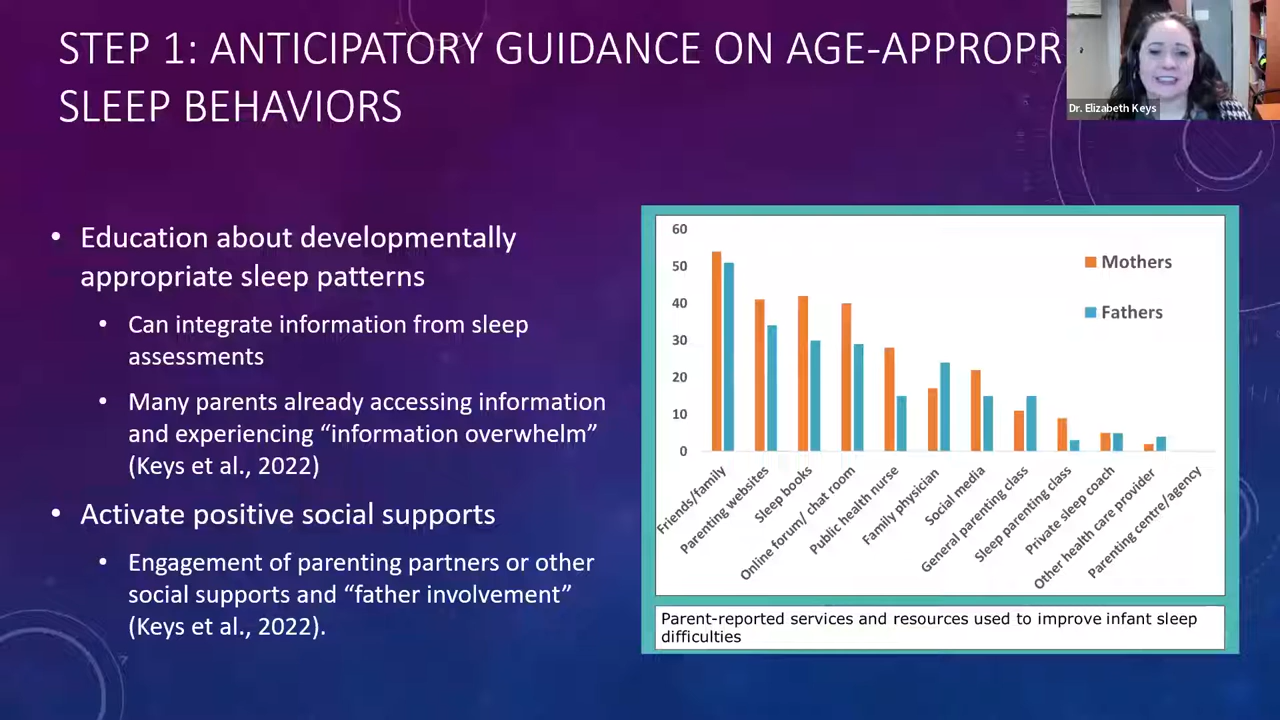 STEP 1: ANTICIPATORY GUIDANCE ON AGE-APPROPR
SLEEP BEHAVIORS
Dr. Elizabeth Keys
• Education about developmentally
appropriate sleep patterns
• Can integrate information from sleep
assessments
• Many parents already accessing information
and experiencing “information overwhelm”
(Keys et al., 2022)
• Activate positive social supports
• Engagement of parenting partners or other
social supports and “father involvement”
(Keys et al., 2022).
60
50
40
30
20
10
0
Mothers
Fathers
Friends/family
Parenting websites
Sleep books
Online forum/ chat room
Public health nurse
Family physician
Social media
General parenting class
Sleep parenting class
Private sleep coach
Other health care provider
Parenting centre/agency
Parent-reported services and resources used to improve infant sleep
difficulties